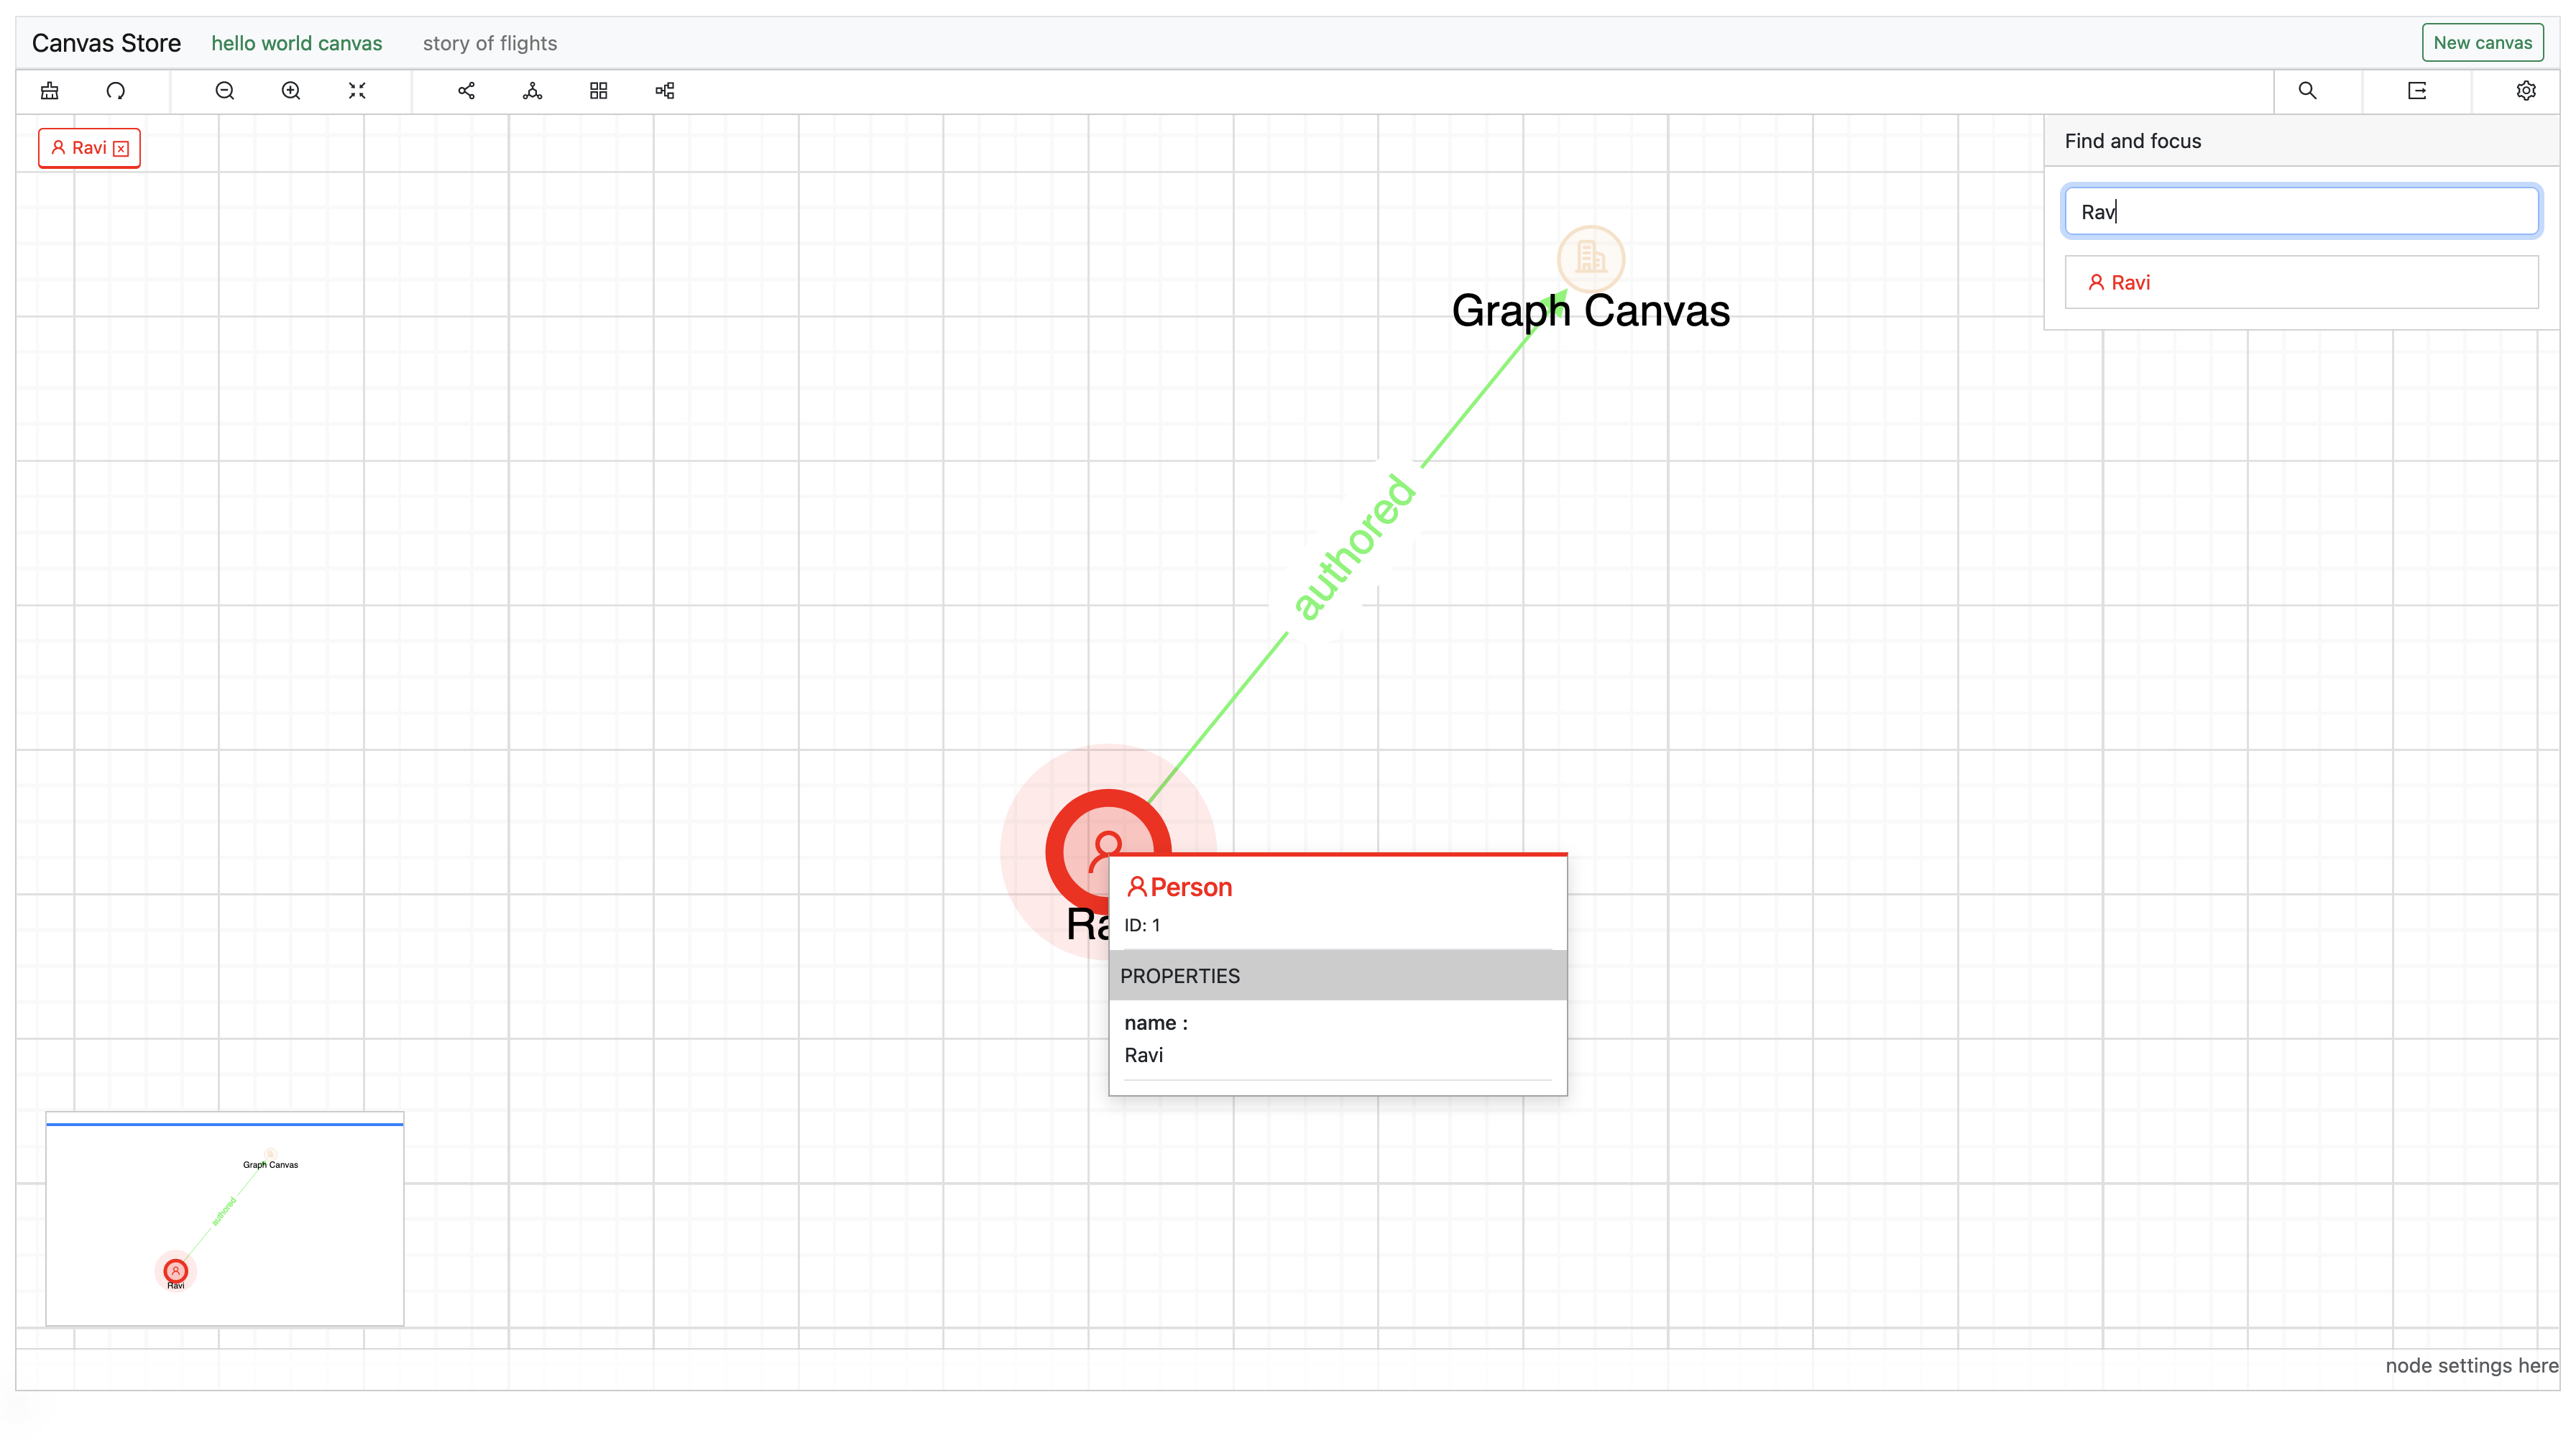 Canvas Store hello world canvas story of flights New canvas
Ravi
Find and focus
Rav
Ravi
Graph Canvas
authored
Ra
Person
ID: 1
PROPERTIES
name :
Ravi
Graph Canvas
authored
Ravi
node settings here